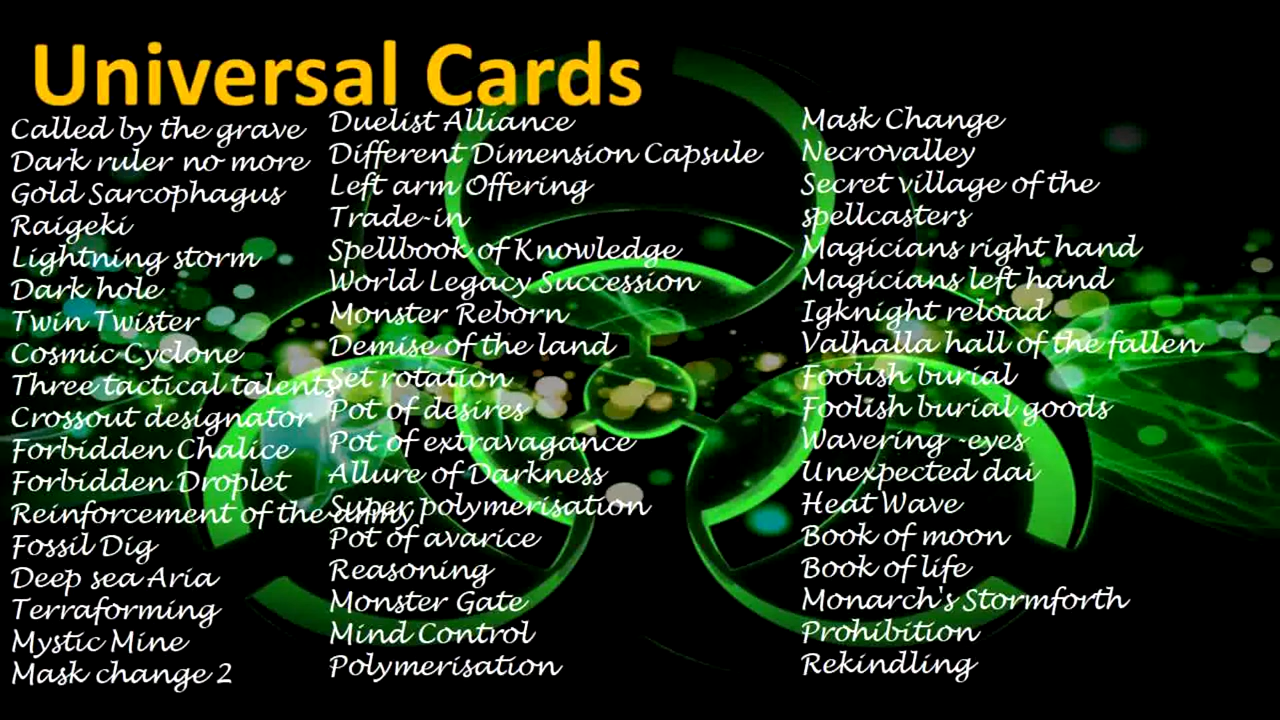 Universal Cards
Called by the grave
Dark ruler no more
Gold Sarcophagus
Raigeki
Lightning storm
Dark hole
Twin Twister
Cosmic Cyclone
Three tactical talents
Crossout designator
Forbidden Chalice
Forbidden Droplet
Reinforcement of the army
Fossil Dig
Deep sea Aria
Terraforming
Mystic Mine
Mask change 2
Duelist Alliance
Different Dimension Capsule
Left arm Offering
Trade-in
Spellbook of Knowledge
World Legacy Succession
Monster Reborn
Demise of the land
Set rotation
Pot of desires
Pot of extravagance
Allure of Darkness
Super polymerisation
Pot of avarice
Reasoning
Monster Gate
Mind Control
Polymerisation
Mask Change
Necrovalley
Secret village of the
spellcasters
Magicians right hand
Magicians left hand
Igknight reload
Valhalla hall of the fallen
Foolish burial
Foolish burial goods
Wavering -eyes
Unexpected dai
Heat Wave
Book of moon
Book of life
Monarch's Stormforth
Prohibition
Rekindling